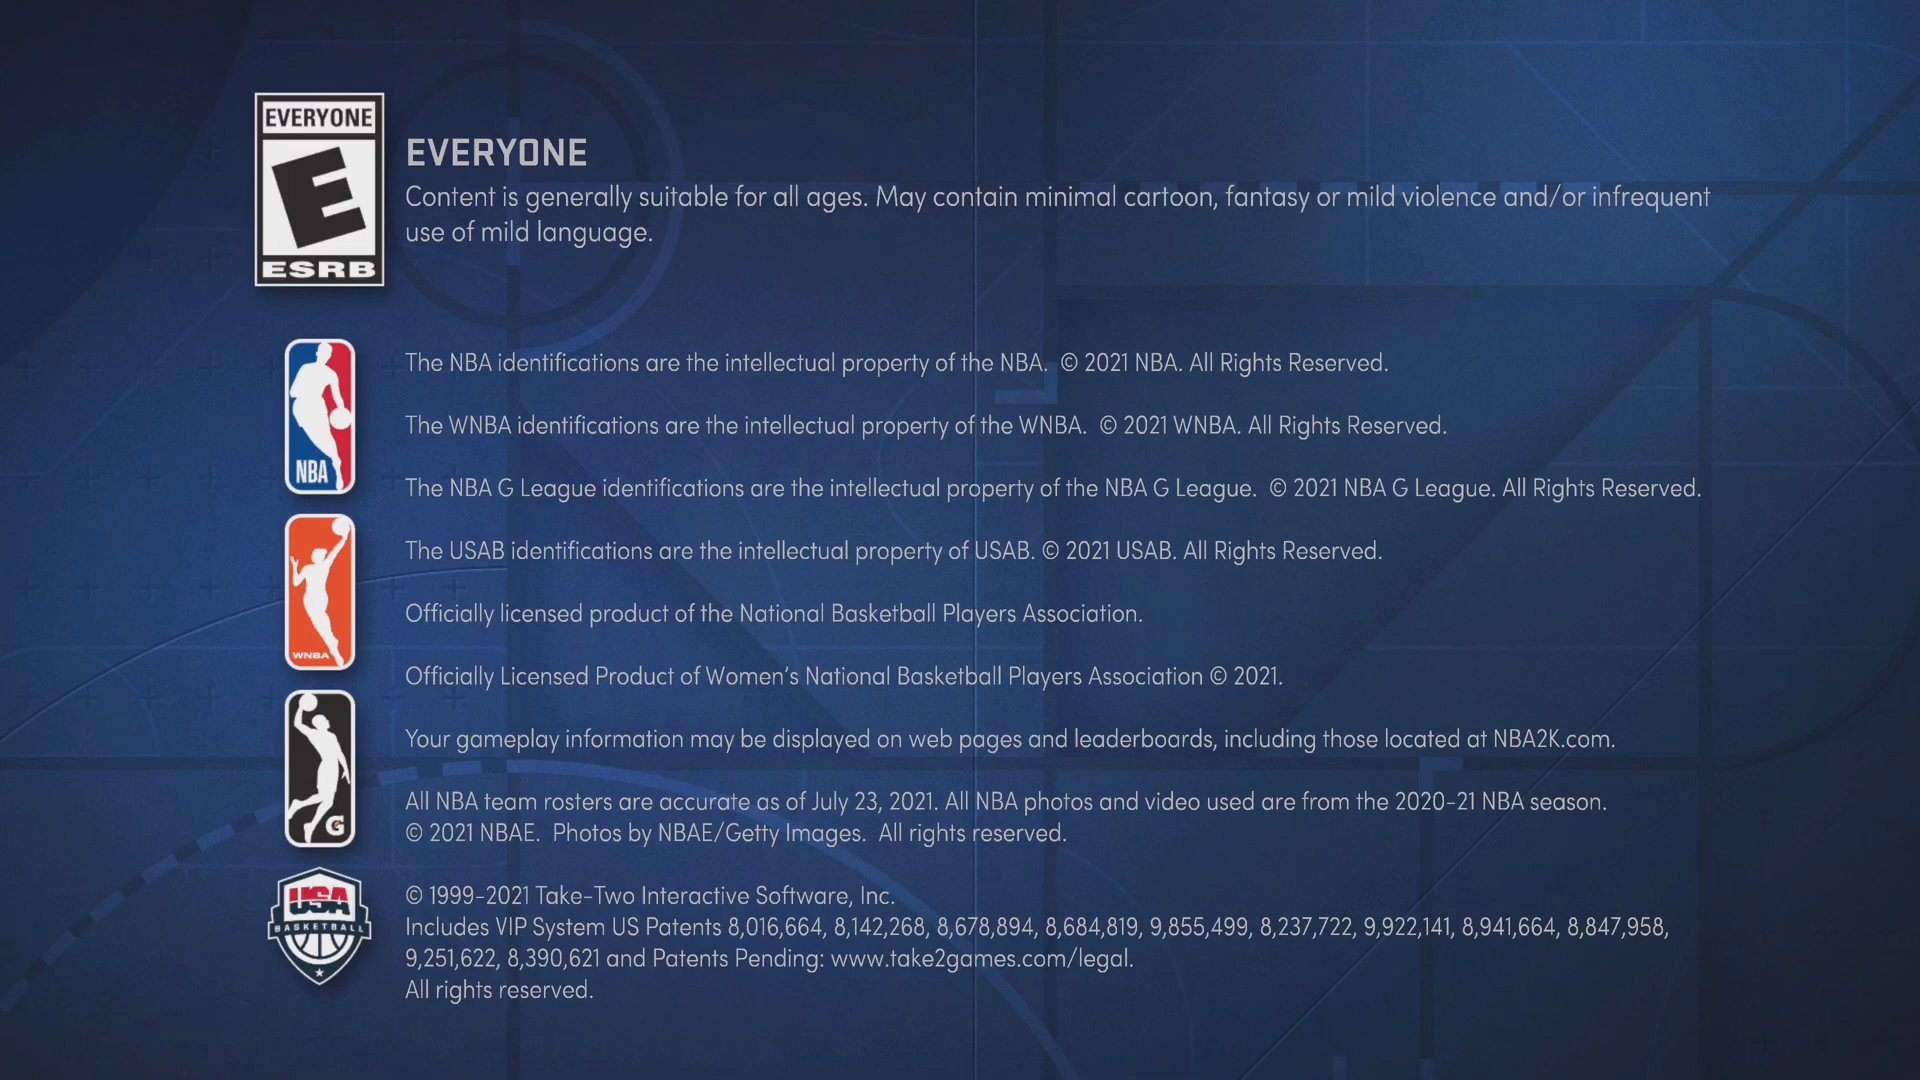 EVERYONE
E
ESRB
EVERYONE
Content is generally suitable for all ages. May contain minimal cartoon, fantasy or mild violence and/or infrequent
use of mild language.
NBA
The NBA identifications are the intellectual property of the NBA.  © 2021 NBA. All Rights Reserved.
The WNBA identifications are the intellectual property of the WNBA.  © 2021 WNBA. All Rights Reserved.
The NBA G League identifications are the intellectual property of the NBA G League.  © 2021 NBA G League. All Rights Reserved.
WNBA
The USAB identifications are the intellectual property of USAB. © 2021 USAB. All Rights Reserved.
Officially licensed product of the National Basketball Players Association.
Officially Licensed Product of Women’s National Basketball Players Association © 2021.
G
Your gameplay information may be displayed on web pages and leaderboards, including those located at NBA2K.com.
All NBA team rosters are accurate as of July 23, 2021. All NBA photos and video used are from the 2020-21 NBA season.
© 2021 NBAE.  Photos by NBAE/Getty Images.  All rights reserved.
USA
BASKETBALL
© 1999-2021 Take-Two Interactive Software, Inc.
Includes VIP System US Patents 8,016,664, 8,142,268, 8,678,894, 8,684,819, 9,855,499, 8,237,722, 9,922,141, 8,941,664, 8,847,958,
9,251,622, 8,390,621 and Patents Pending: www.take2games.com/legal.
All rights reserved.